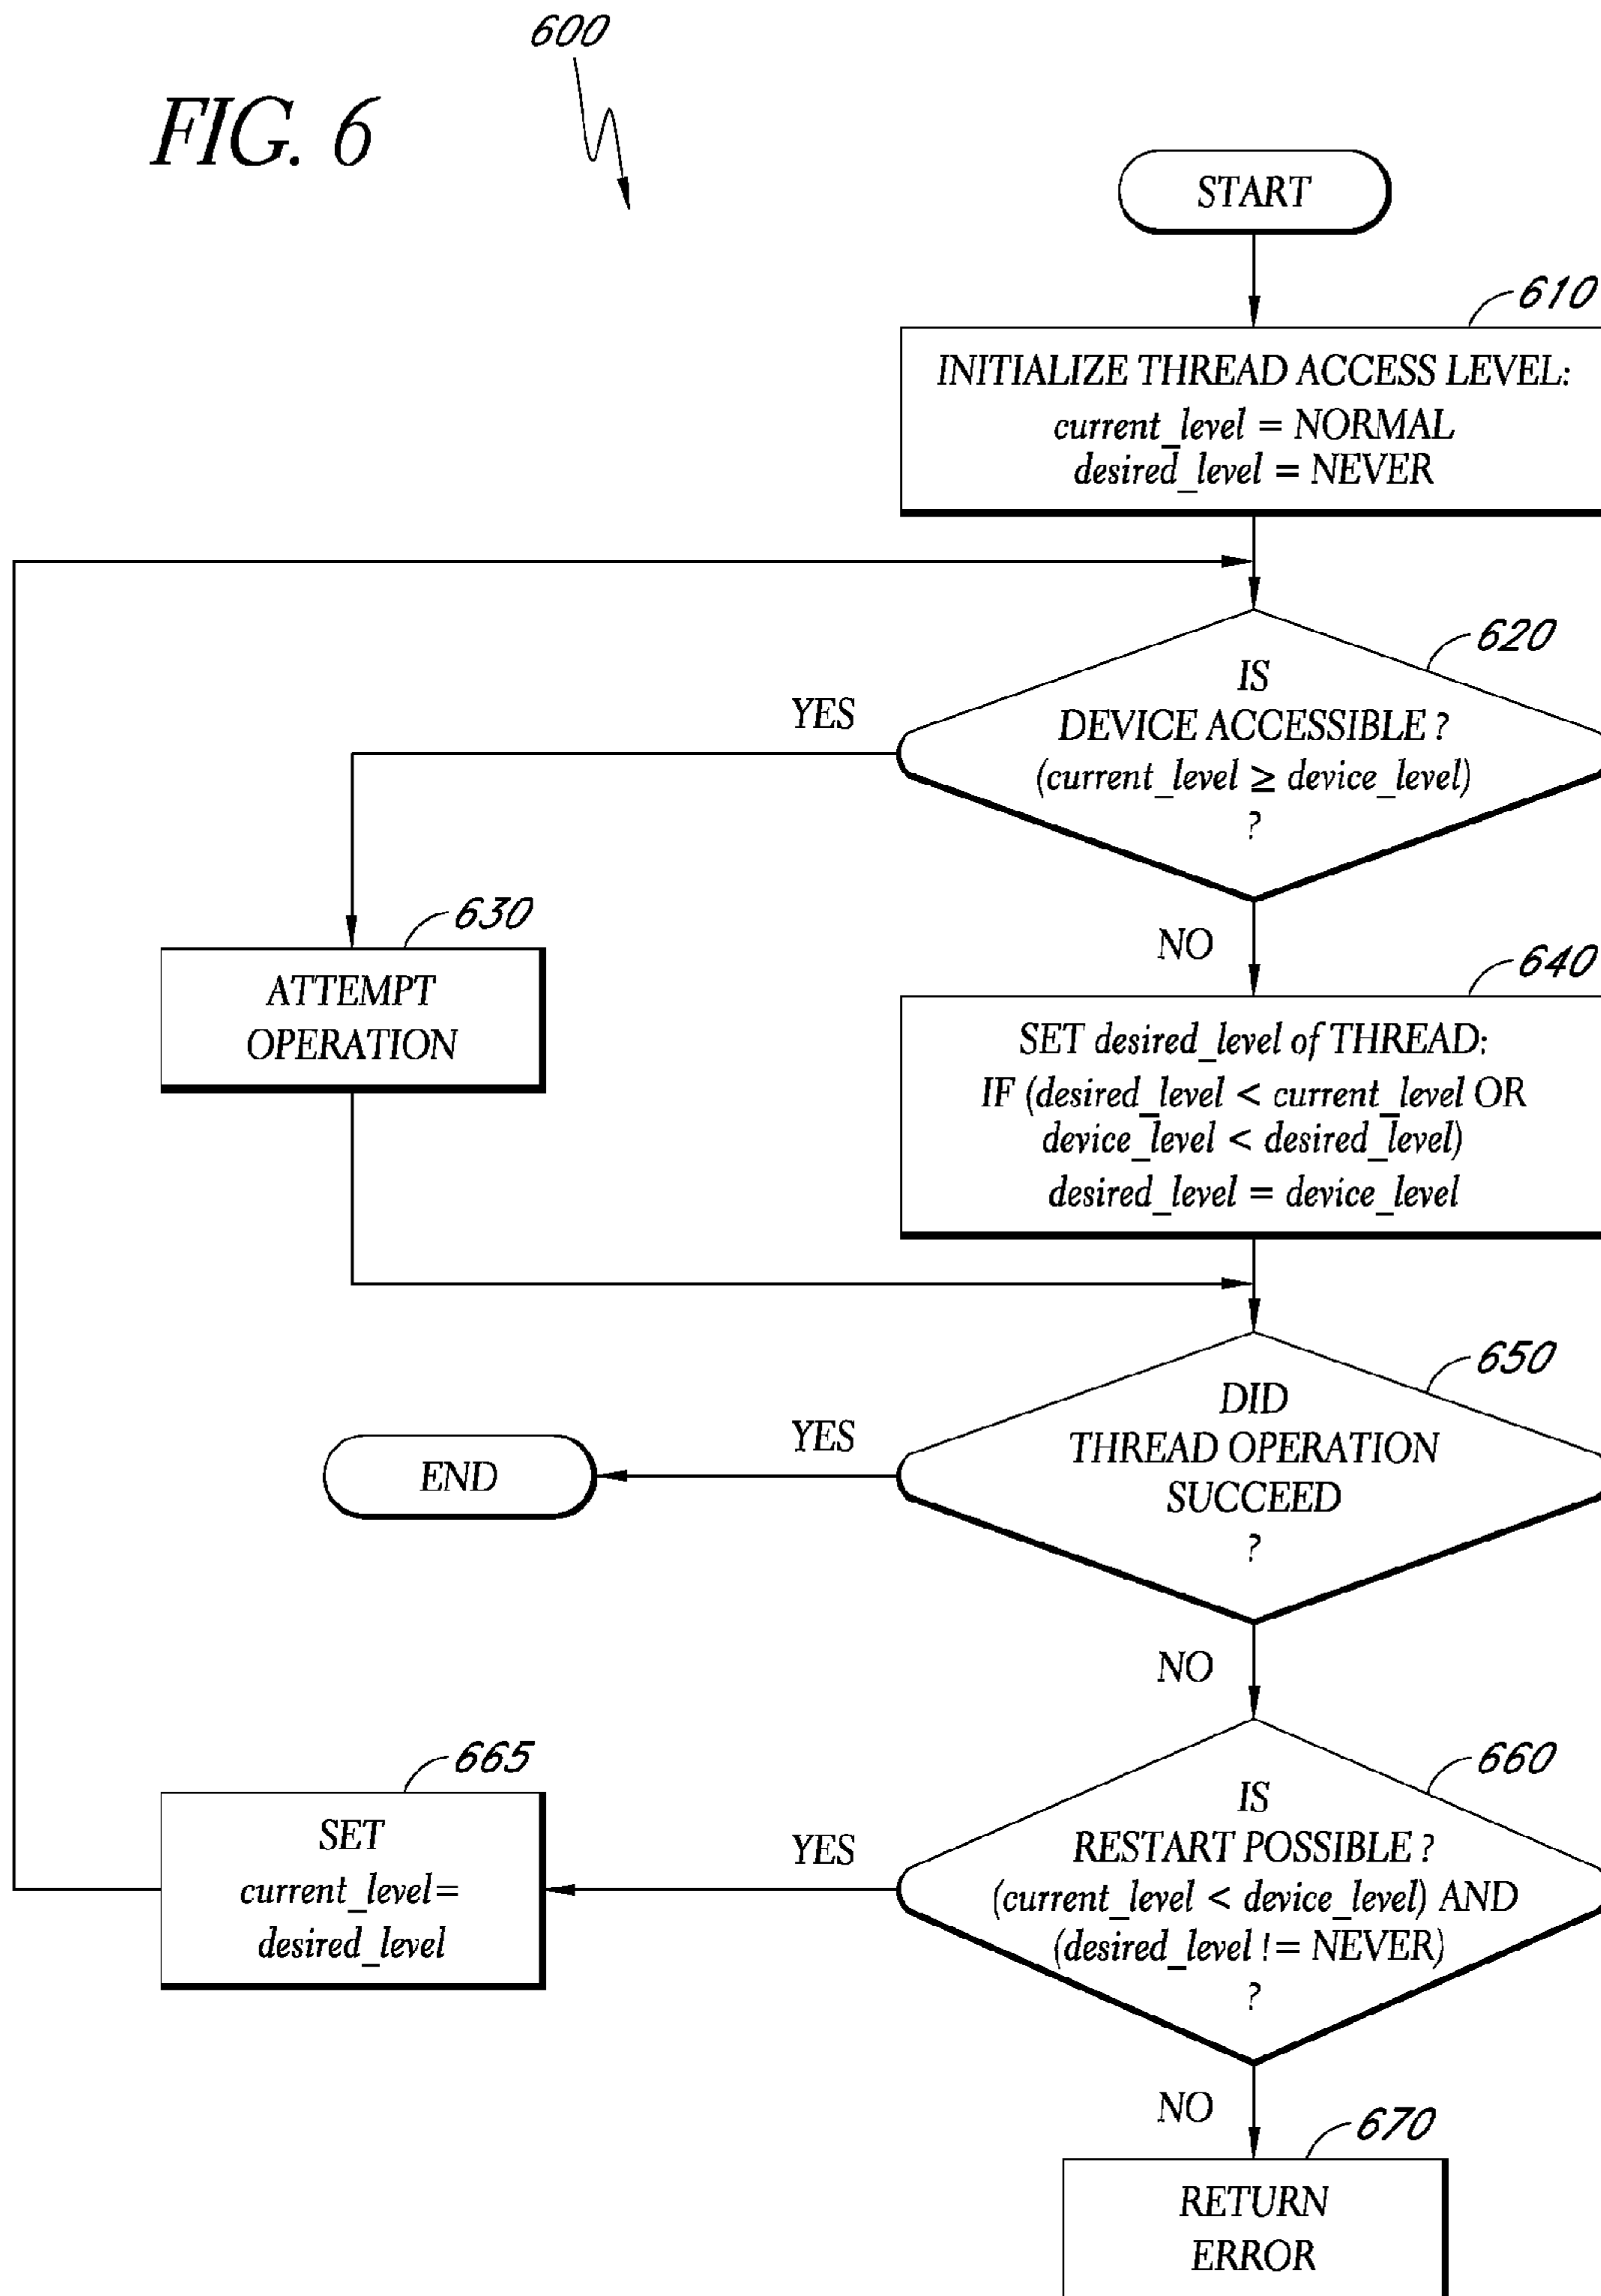 600
FIG. 6
START
610
INITIALIZE THREAD ACCESS LEVEL:
current_level = NORMAL
desired_level = NEVER
620
IS
DEVICE ACCESSIBLE ?
(current_level ≥ device_level)
?
YES
NO
630
ATTEMPT
OPERATION
640
SET desired_level of THREAD:
IF (desired_level < current_level OR
device_level < desired_level)
desired_level = device_level
650
DID
THREAD OPERATION
SUCCEED
?
YES
END
NO
660
IS
RESTART POSSIBLE ?
(current_level < device_level) AND
(desired_level != NEVER)
?
YES
665
SET
current_level=
desired_level
NO
670
RETURN
ERROR